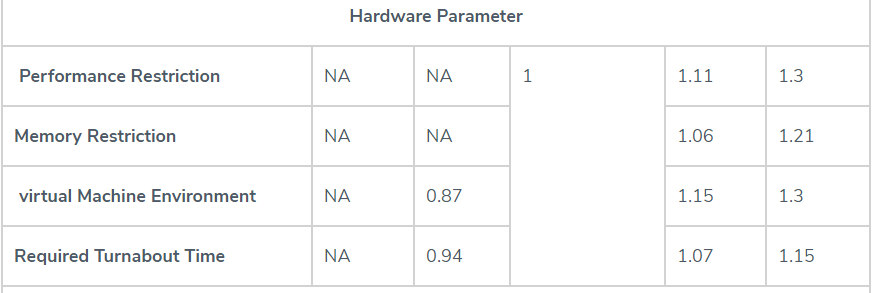 Hardware Parameter
Performance Restriction NA NA 1 1.11 1.3
Memory Restriction NA NA 1.06 1.21
virtual Machine Environment NA 0.87 1.15 1.3
Required Turnabout Time NA 0.94 1.07 1.15